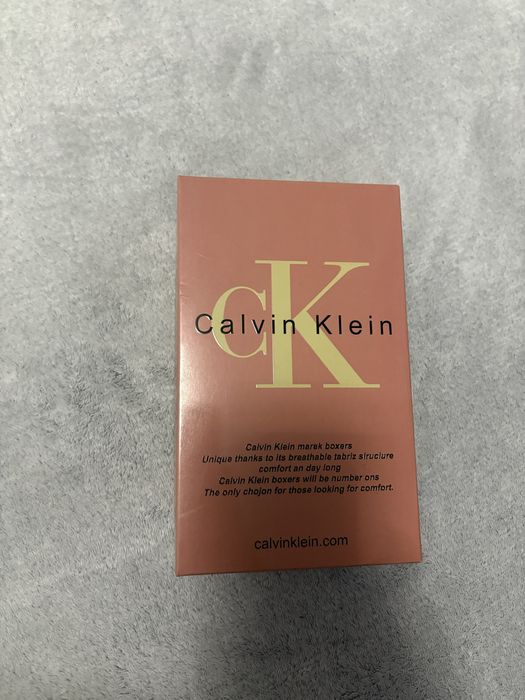 CK
Calvin Klein
Calvin Klein marek boxers
Unique thanks to its breathable tabriz siruciure
comfort an day long
Calvin Klein boxers will be number ons
The only chojon for those looking for comfort.
calvinklein.com